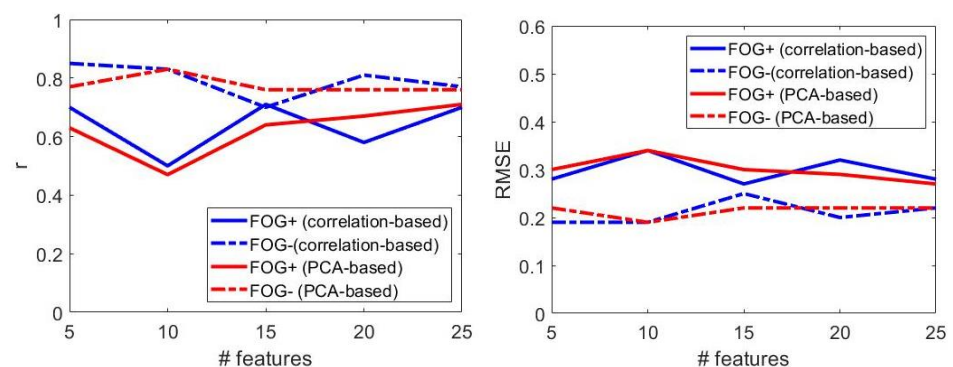 1
0.8
0.6
0.4
0.2
0
r
5 10 15 20 25
# features
FOG+ (correlation-based)
FOG-(correlation-based)
FOG+ (PCA-based)
FOG- (PCA-based)
0.6
0.5
0.4
0.3
0.2
0.1
0
RMSE
5 10 15 20 25
# features
FOG+ (correlation-based)
FOG-(correlation-based)
FOG+ (PCA-based)
FOG- (PCA-based)